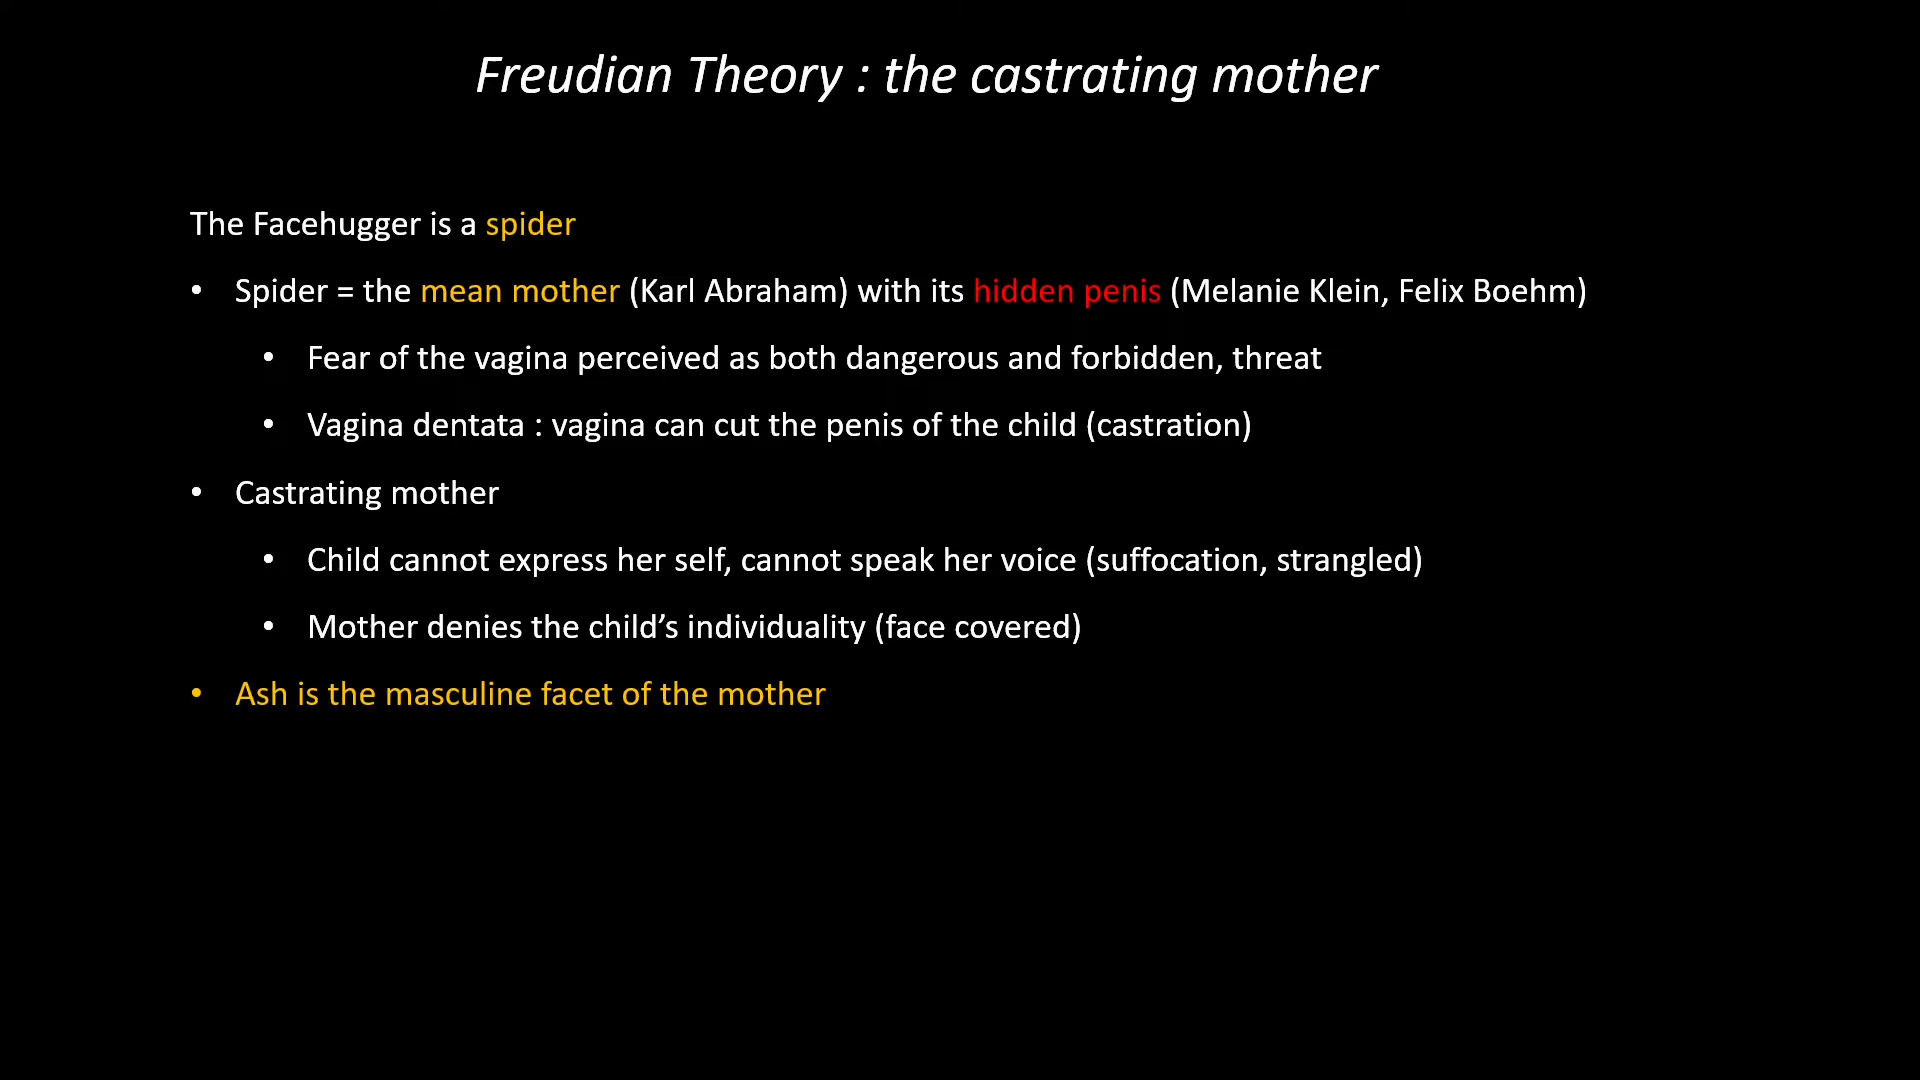 Freudian Theory : the castrating mother
The Facehugger is a spider
• Spider = the mean mother (Karl Abraham) with its hidden penis (Melanie Klein, Felix Boehm)
• Fear of the vagina perceived as both dangerous and forbidden, threat
• Vagina dentata : vagina can cut the penis of the child (castration)
• Castrating mother
• Child cannot express her self, cannot speak her voice (suffocation, strangled)
• Mother denies the child’s individuality (face covered)
• Ash is the masculine facet of the mother